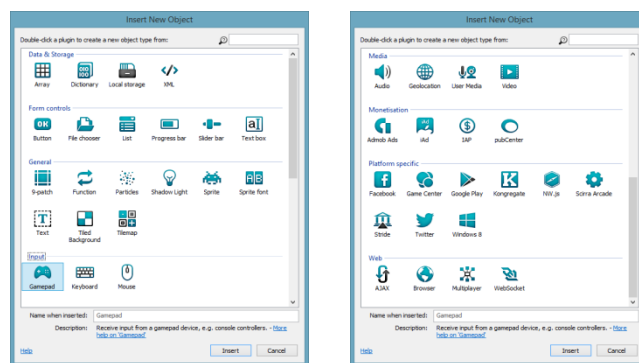 Insert New Object
Double-click a plugin to create a new object type from:
Data & Storage
Array Dictionary Local storage XML
Form controls
Button File chooser List Progress bar Slider bar Text box
General
9-patch Function Particles Shadow Light Sprite Sprite font
Text Tiled Background Tilemap
Input
Gamepad Keyboard Mouse
Name when inserted: Gamepad
Description: Receive input from a gamepad device, e.g. console controllers. - More
help on 'Gamepad'
Help Insert Cancel
Insert New Object
Double-click a plugin to create a new object type from:
Media
Audio Geolocation User Media Video
Monetisation
Admob Ads iAd IAP pubCenter
Platform specific
Facebook Game Center Google Play Kongregate NW.js Scirra Arcade
Stride Twitter Windows 8
Web
AJAX Browser Multiplayer WebSocket
Name when inserted: Gamepad
Description: Receive input from a gamepad device, e.g. console controllers. - More
help on 'Gamepad'
Help Insert Cancel